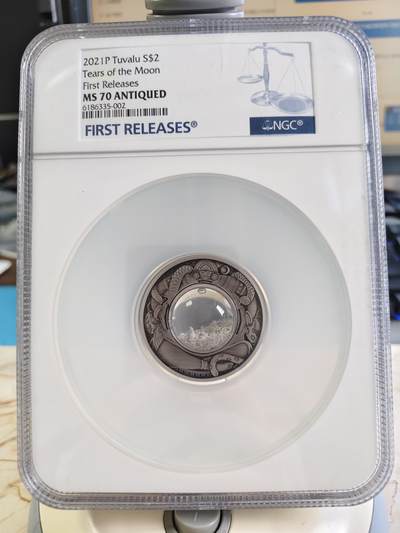 2021P Tuvalu S$2
Tears of the Moon
First Releases
MS 70 ANTIQUED
6186335-002
FIRST RELEASES®
NGC®